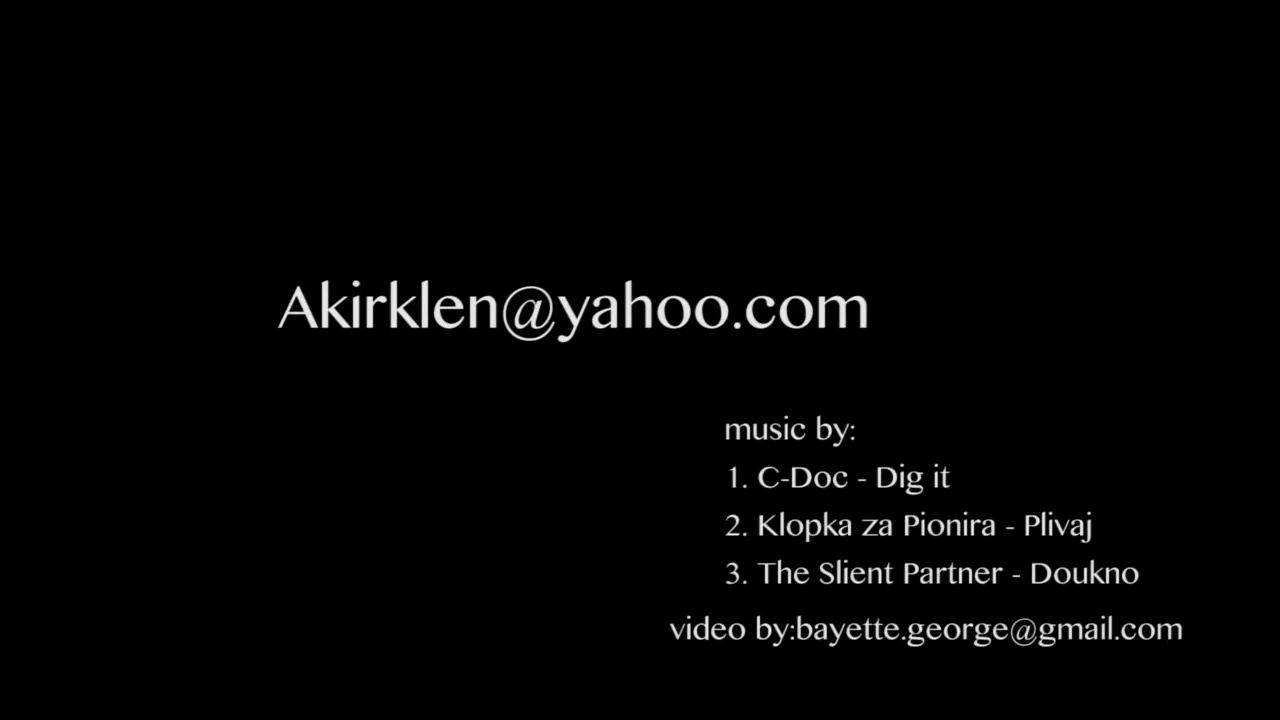 Akirklen@yahoo.com
music by:
1. C-Doc - Dig it
2. Klopka za Pionira - Plivaj
3. The Slient Partner - Doukno
video by:bayette.george@gmail.com